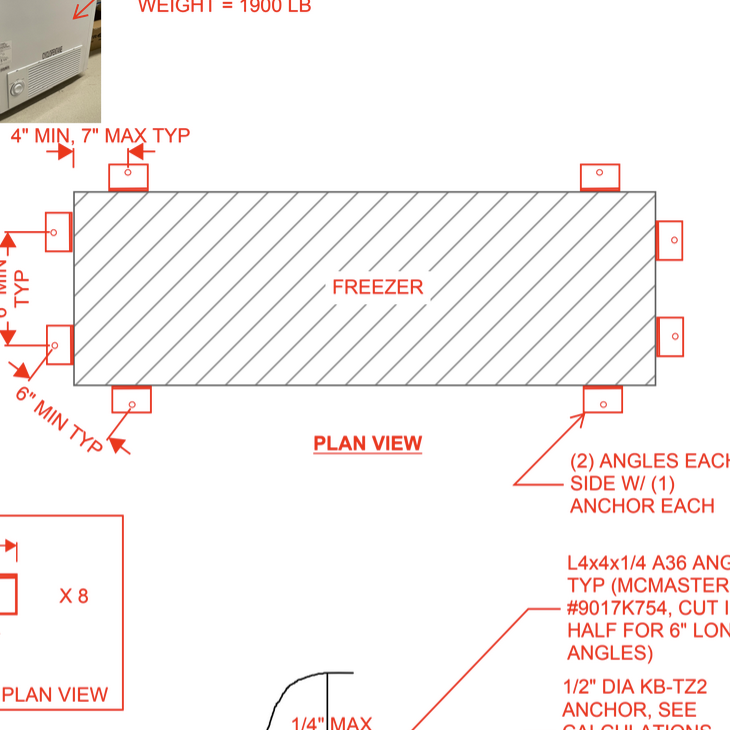 WEIGHT = 1900 LB
4" MIN, 7" MAX TYP
MIN
TYP
FREEZER
6" MIN TYP
PLAN VIEW
(2) ANGLES EACH
SIDE W/ (1)
ANCHOR EACH
L4x4x1/4 A36 ANG
TYP (MCMASTER
#9017K754, CUT I
HALF FOR 6" LON
ANGLES)
X 8
PLAN VIEW
1/2" DIA KB-TZ2
ANCHOR, SEE
CALCULATIONS
1/4" MAX